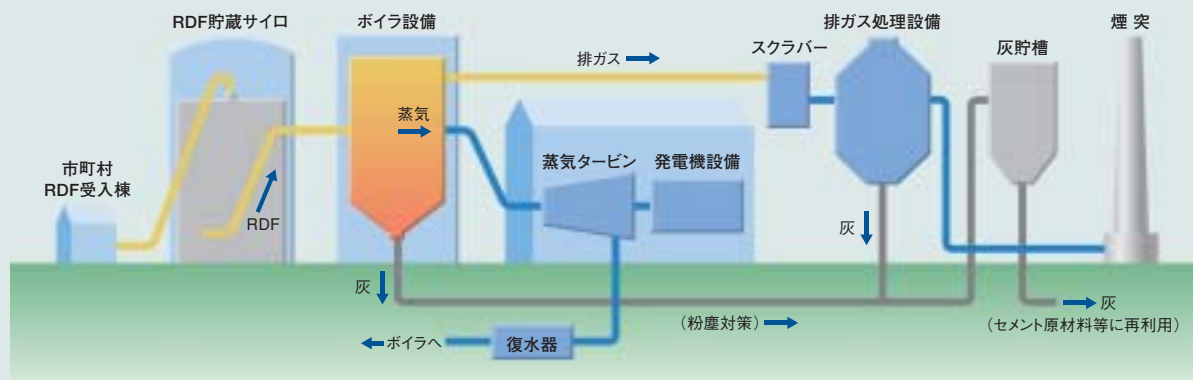 RDF貯蔵サイロ
ボイラ設備
排ガス処理設備
煙突
スクラバー
灰貯槽
排ガス
蒸気
市町村
RDF受入棟
蒸気タービン
発電機設備
RDF
灰
灰
(粉塵対策)
灰
(セメント原材料等に再利用)
ボイラへ
復水器